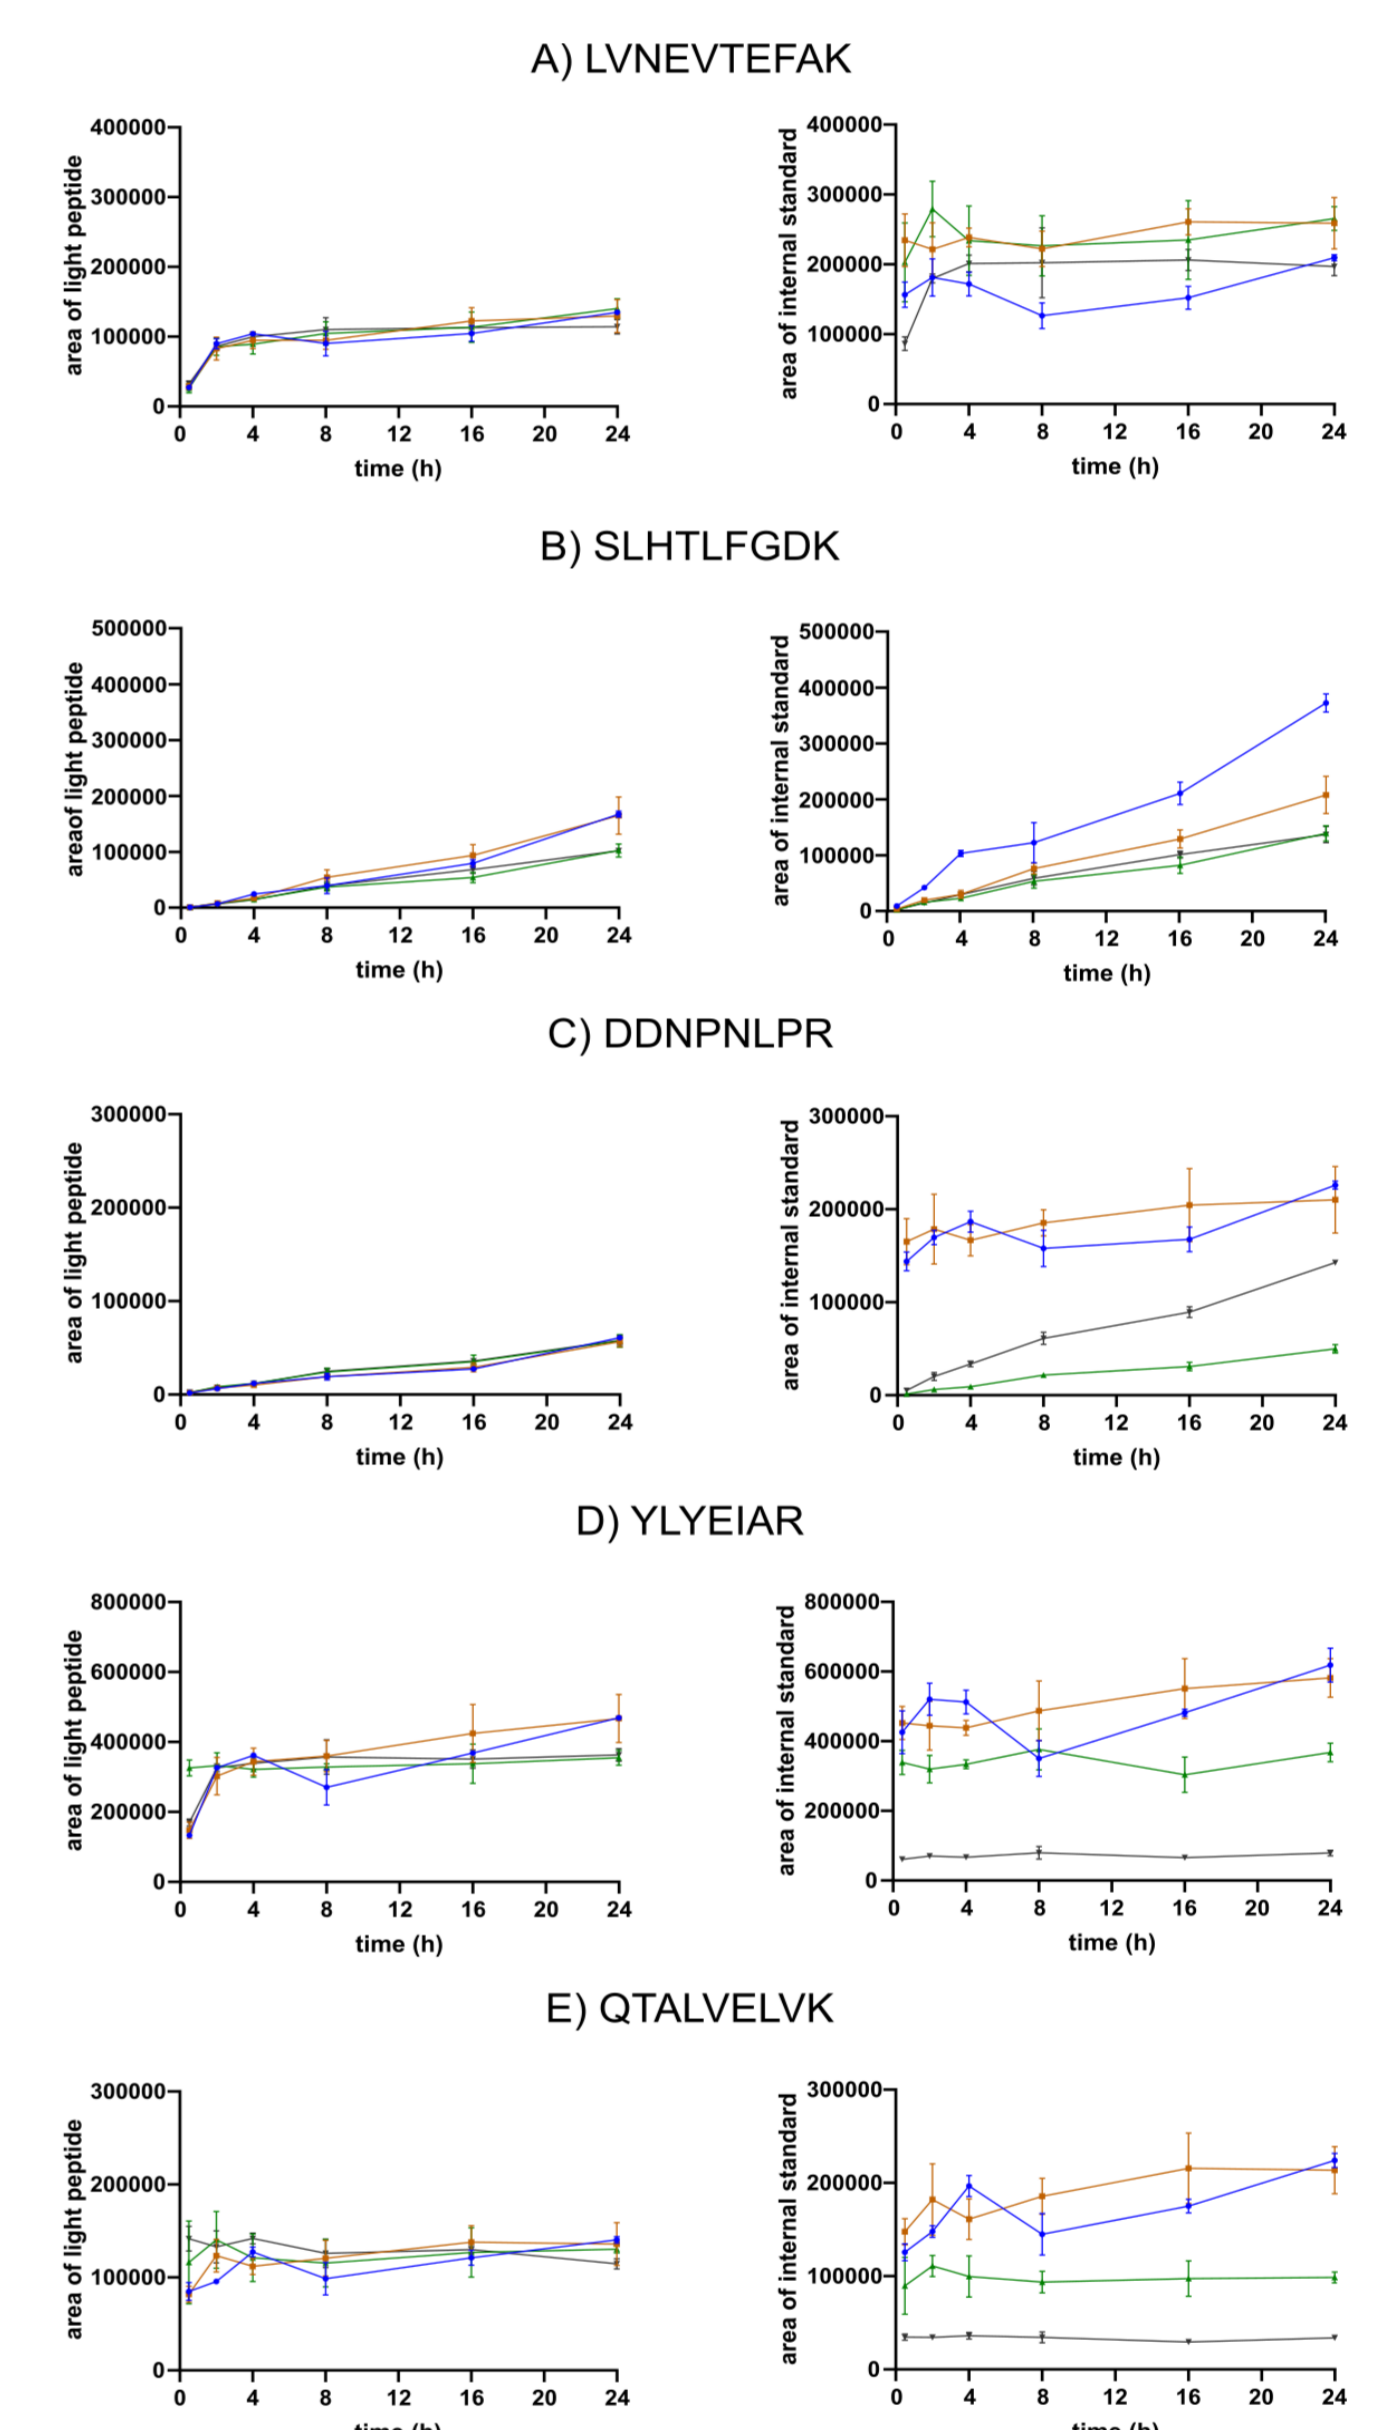 A) LVNEVTEFAK
area of light peptide
400000
300000
200000
100000
0
0 4 8 12 16 20 24
time (h)
area of internal standard
400000
300000
200000
100000
0
0 4 8 12 16 20 24
time (h)
B) SLHTLFGDK
areaof light peptide
500000
400000
300000
200000
100000
0
0 4 8 12 16 20 24
time (h)
area of internal standard
500000
400000
300000
200000
100000
0
0 4 8 12 16 20 24
time (h)
C) DDNPNLPR
area of light peptide
300000
200000
100000
0
0 4 8 12 16 20 24
time (h)
area of internal standard
300000
200000
100000
0
0 4 8 12 16 20 24
time (h)
D) YLYEIAR
area of light peptide
800000
600000
400000
200000
0
0 4 8 12 16 20 24
time (h)
area of internal standard
800000
600000
400000
200000
0
0 4 8 12 16 20 24
time (h)
E) QTALVELVK
area of light peptide
300000
200000
100000
0
0 4 8 12 16 20 24
time (h)
area of internal standard
300000
200000
100000
0
0 4 8 12 16 20 24
time (h)